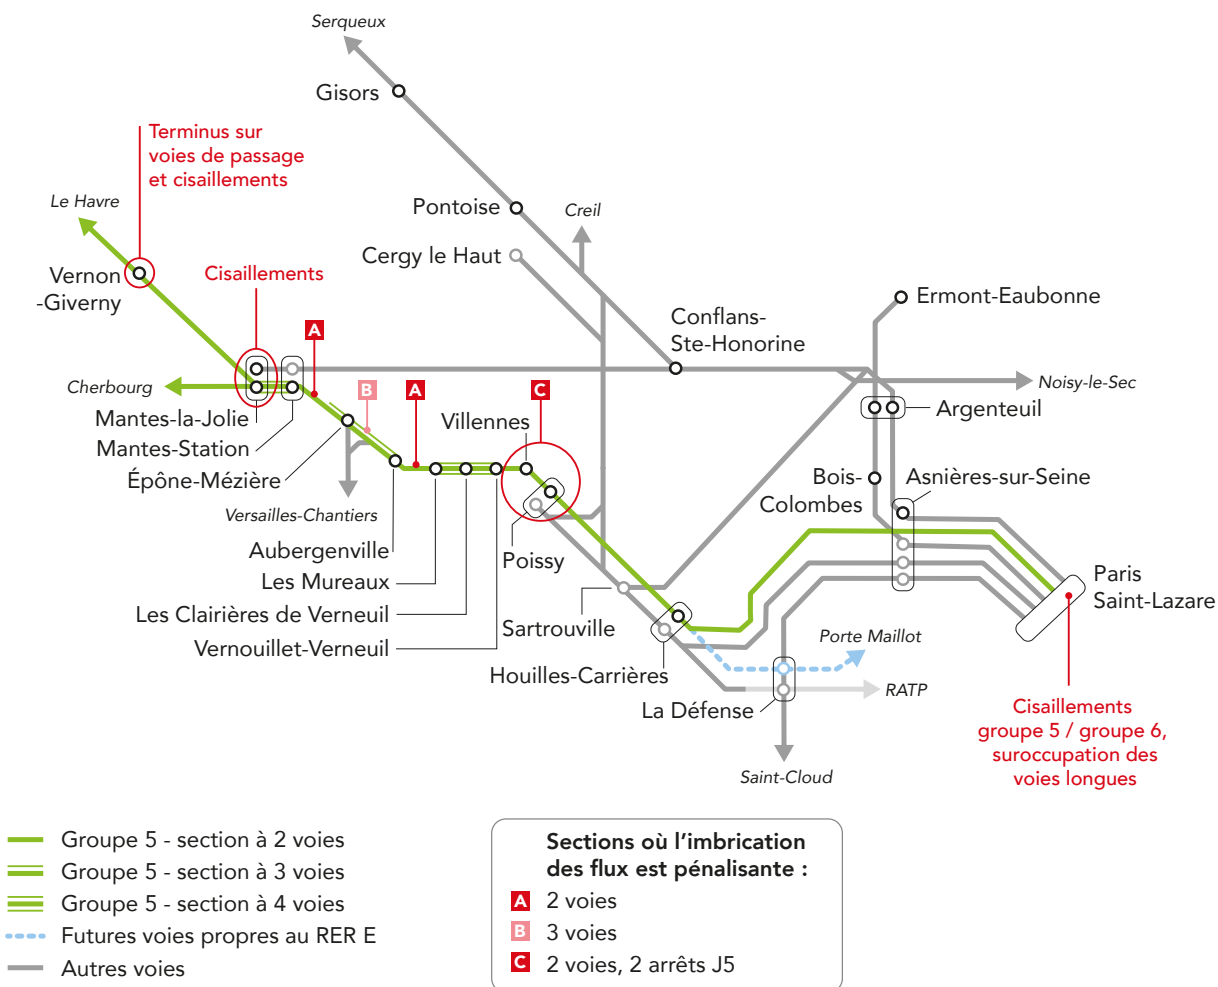 Serqueux
Gisors
Terminus sur
voies de passage
et cisaillements
Le Havre
Pontoise
Creil
Cergy le Haut
Vernon
-Giverny
Cisaillements
Ermont-Eaubonne
Conflans-
Ste-Honorine
A
Cherbourg
B
A
C
Noisy-le-Sec
Mantes-la-Jolie
Villennes
Argenteuil
Mantes-Station
Épône-Mézière
Bois-
Colombes
Asnières-sur-Seine
Versailles-Chantiers
Aubergenville
Poissy
Les Mureaux
Paris
Saint-Lazare
Les Clairières de Verneuil
Sartrouville
Vernouillet-Verneuil
Porte Maillot
Houilles-Carrières
RATP
La Défense
Cisaillements
groupe 5 / groupe 6,
suroccupation des
voies longues
Saint-Cloud
Groupe 5 - section à 2 voies
Groupe 5 - section à 3 voies
Groupe 5 - section à 4 voies
Futures voies propres au RER E
Autres voies
Sections où l’imbrication
des flux est pénalisante :
A 2 voies
B 3 voies
C 2 voies, 2 arrêts J5